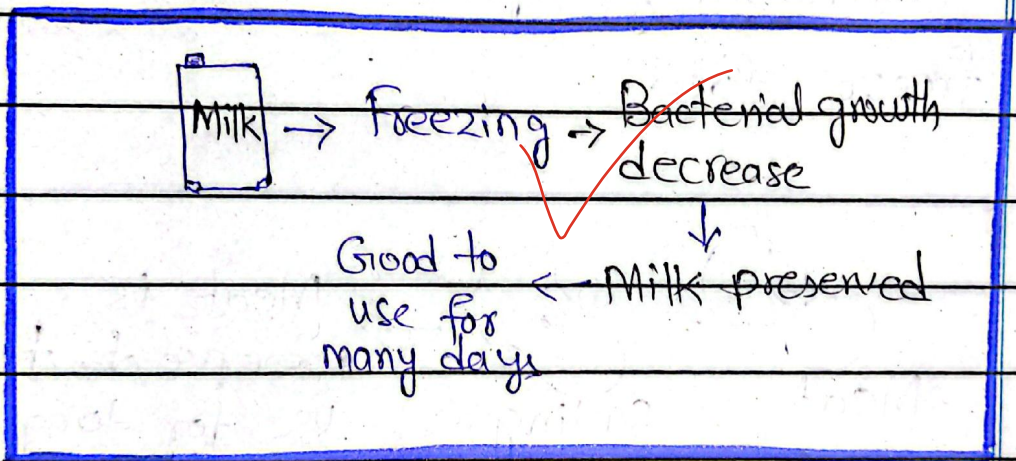 Milk → Freezing → Bacterial growth
decrease
↓
Good to ← Milk preserved
use for
many days